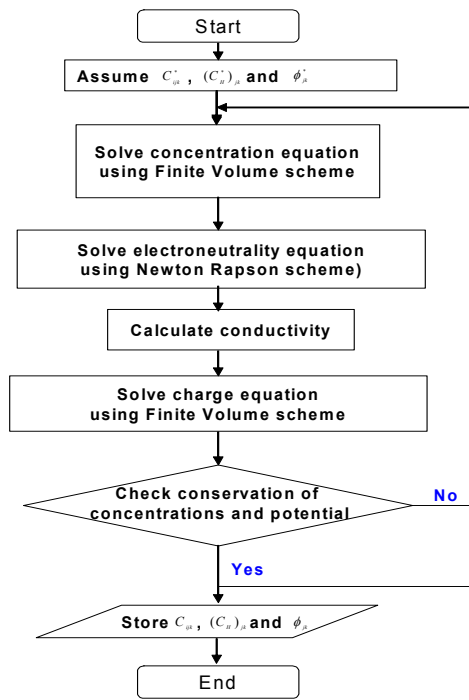 Start
Assume C*ijk , (C*H)jk and ϕ*jk
Solve concentration equation
using Finite Volume scheme
Solve electroneutrality equation
using Newton Rapson scheme)
Calculate conductivity
Solve charge equation
using Finite Volume scheme
Check conservation of
concentrations and potential
No
Yes
Store Cijk , (CH)jk and ϕjk
End